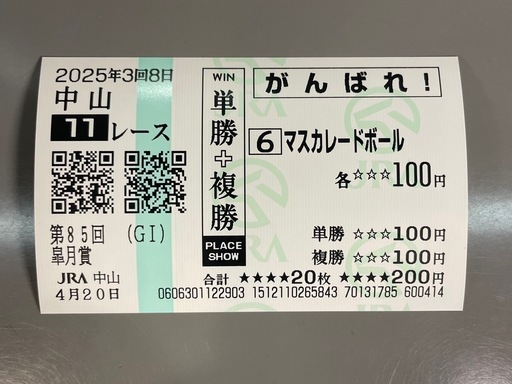 2025年3回8日
中山
11レース
第85回 (GI)
皐月賞
JRA 中山
4月20日
WIN
単勝+複勝
PLACE
SHOW
がんばれ!
6 マスカレードボール
各☆☆☆100円
単勝 ☆☆☆100円
複勝 ☆☆☆100円
合計 ★★★★20枚 ★★★★200円
0606301122903 1512110265843 70131785 600414
JRA
JRA
JRA